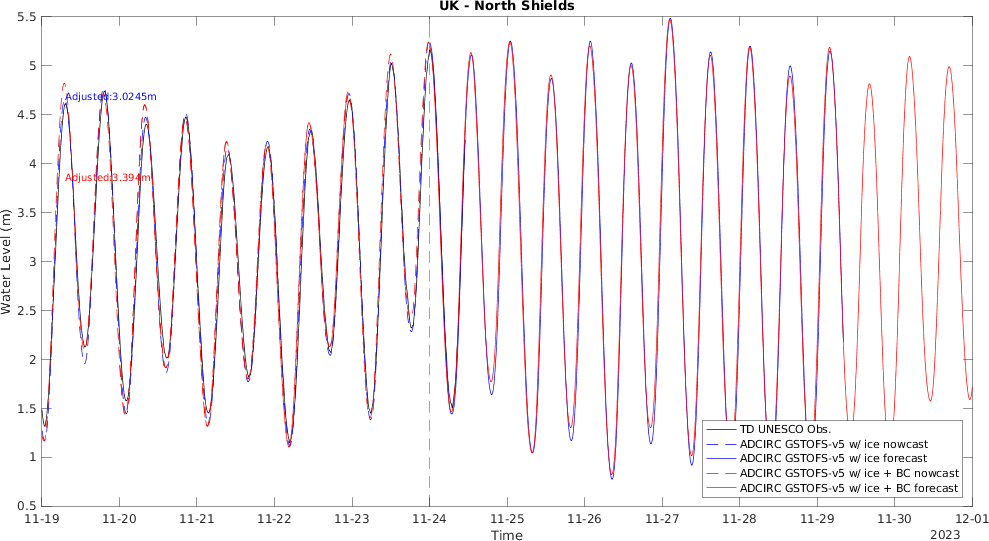 UK - North Shields
5.5
5
4.5
4
3.5
3
2.5
2
1.5
1
0.5
Water Level (m)
Adjusted:3.0245m
Adjusted:3.394m
TD UNESCO Obs.
ADCIRC GSTOFS-v5 w/ ice nowcast
ADCIRC GSTOFS-v5 w/ ice forecast
ADCIRC GSTOFS-v5 w/ ice + BC nowcast
ADCIRC GSTOFS-v5 w/ ice + BC forecast
11-19 11-20 11-21 11-22 11-23 11-24 11-25 11-26 11-27 11-28 11-29 11-30 12-01
Time
2023